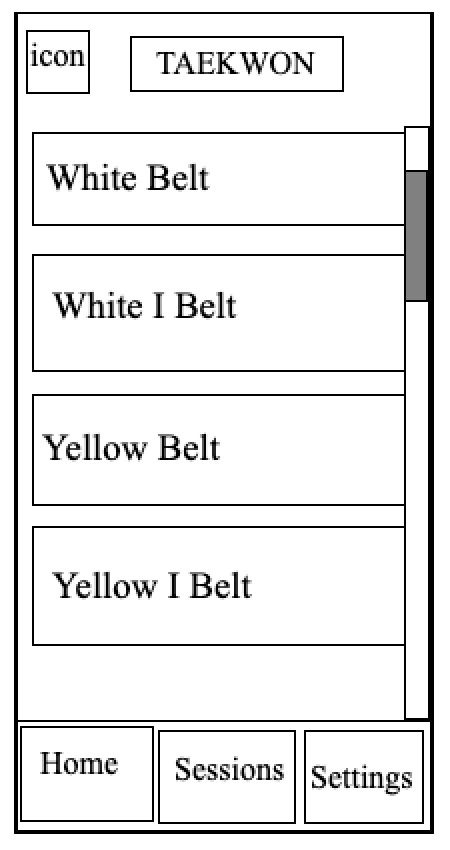 icon
TAEKWON
White Belt
White I Belt
Yellow Belt
Yellow I Belt
Home
Sessions
Settings